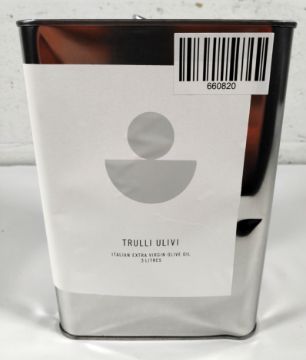 660820
TRULLI ULIVI
ITALIAN EXTRA VIRGIN OLIVE OIL
3 LITRES